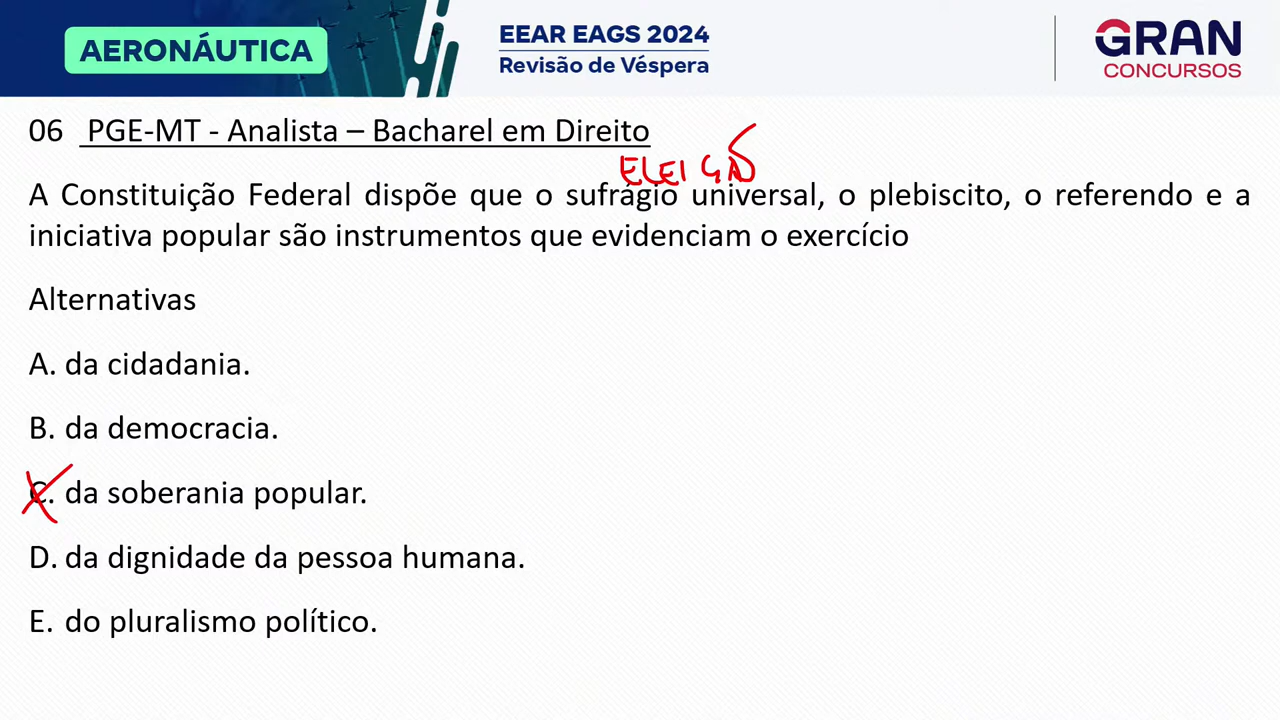 AERONÁUTICA
EEAR EAGS 2024
Revisão de Véspera
GRAN
CONCURSOS
06 PGE-MT - Analista – Bacharel em Direito
ELEIÇÃO
A Constituição Federal dispõe que o sufrágio universal, o plebiscito, o referendo e a
iniciativa popular são instrumentos que evidenciam o exercício
Alternativas
A. da cidadania.
B. da democracia.
C. da soberania popular.
D. da dignidade da pessoa humana.
E. do pluralismo político.